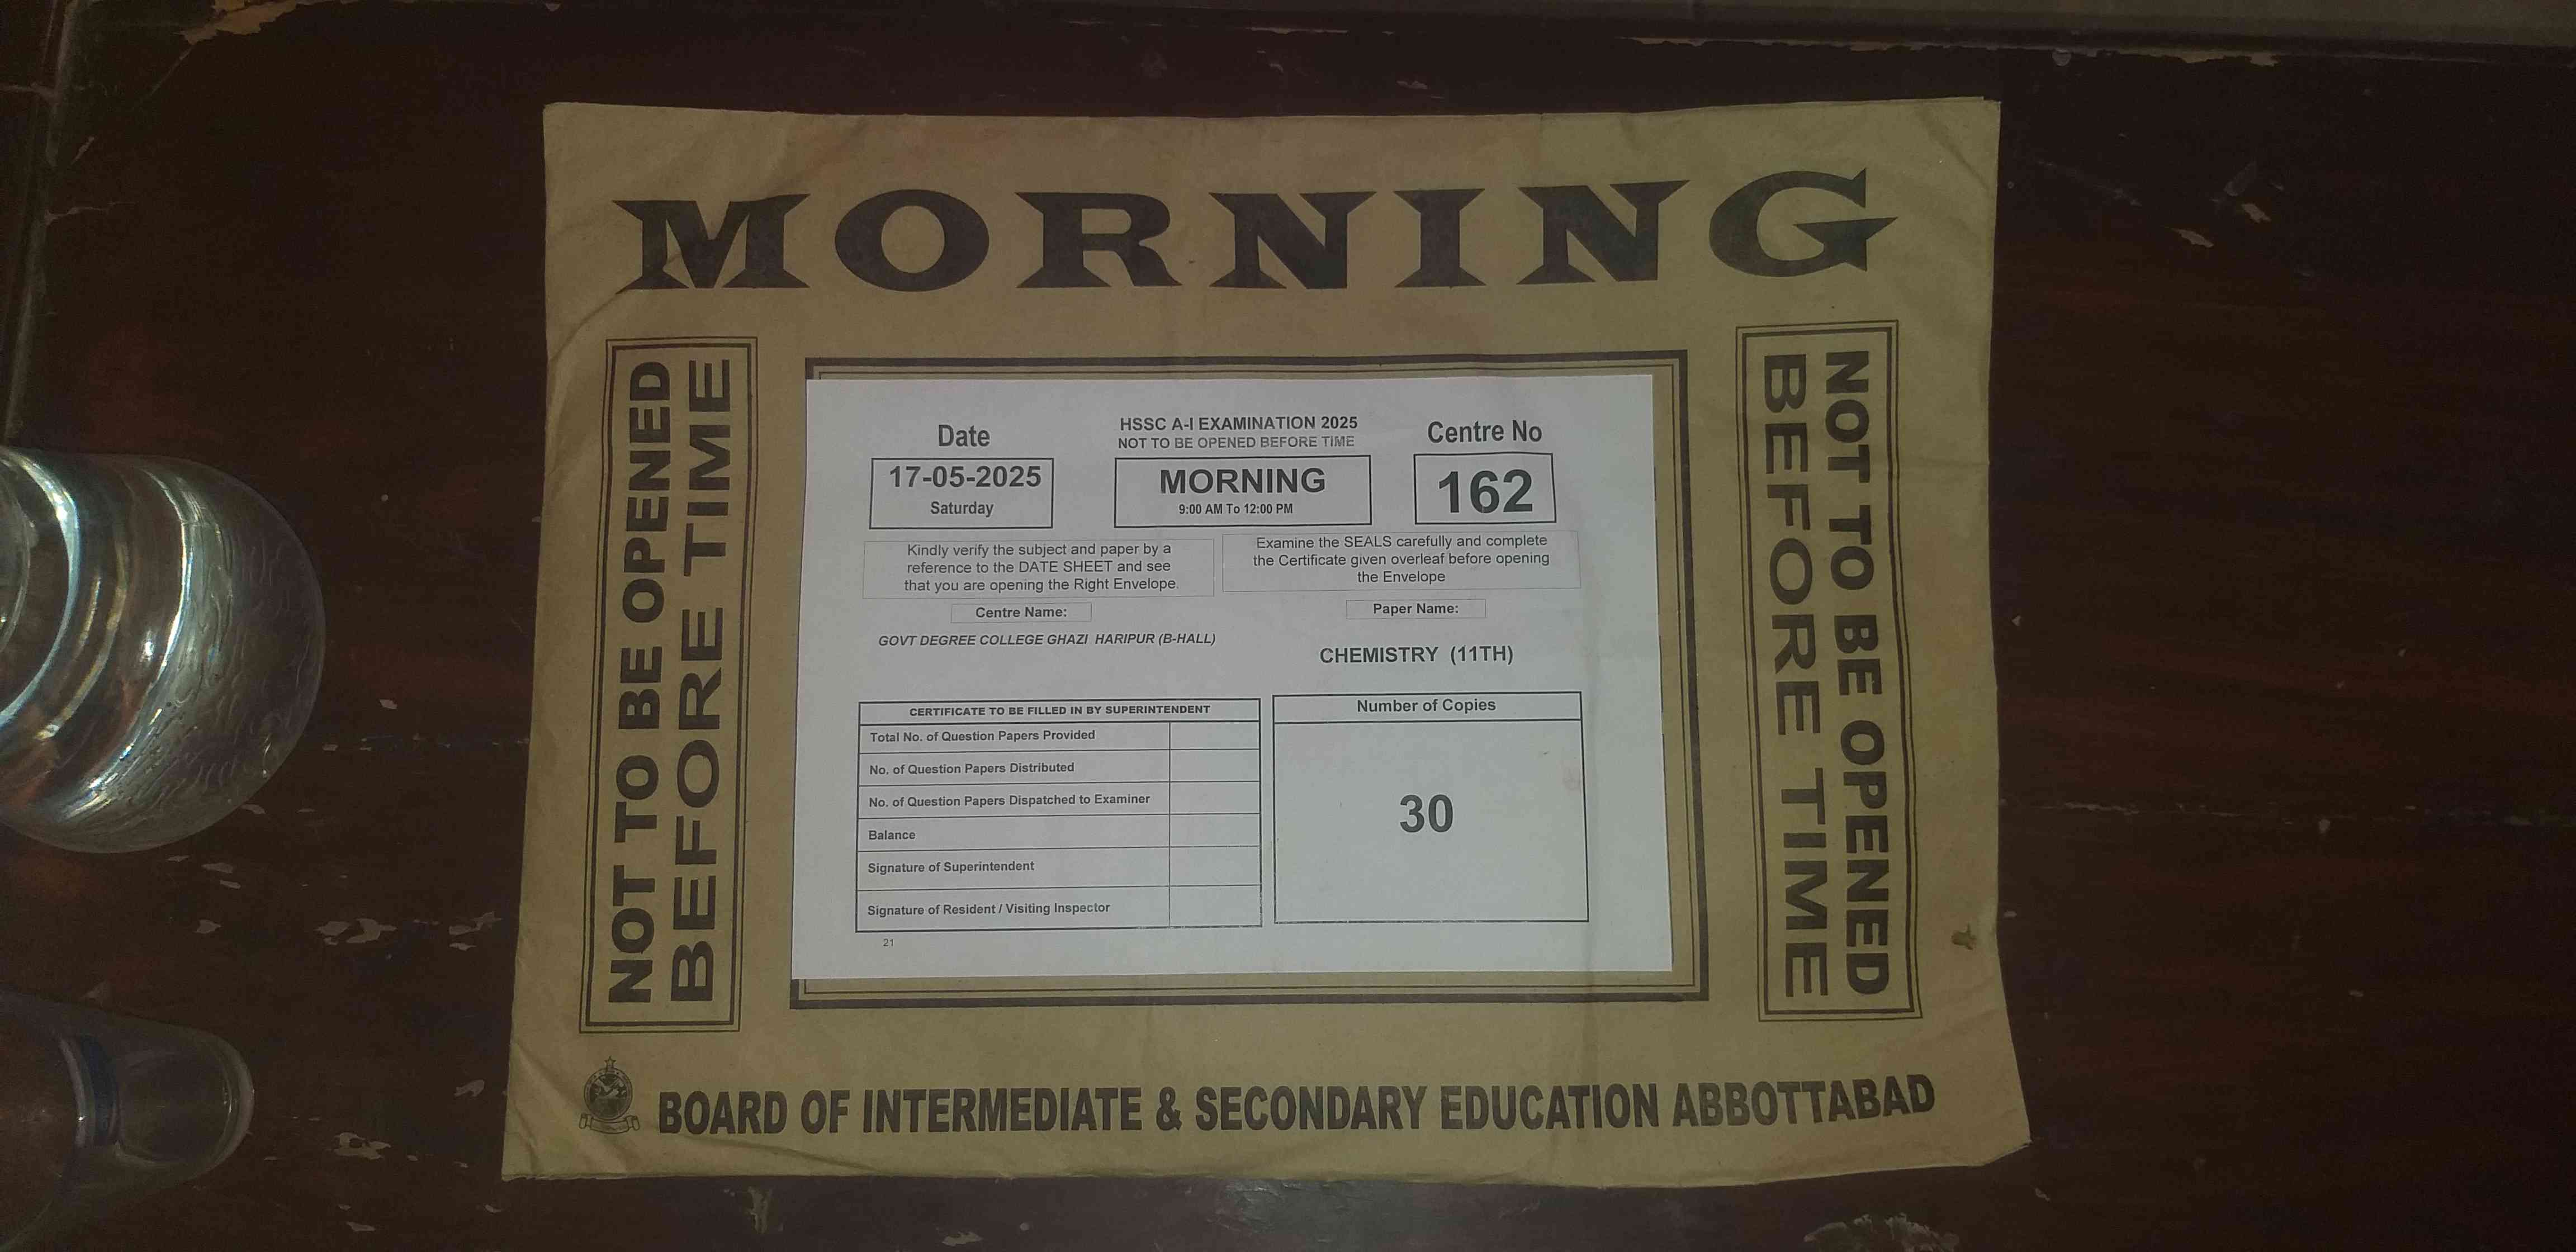 MORNING
NOT TO BE OPENED
BEFORE TIME
Date
17-05-2025
Saturday
HSSC A-I EXAMINATION 2025
NOT TO BE OPENED BEFORE TIME
MORNING
9:00 AM To 12:00 PM
Centre No
162
Kindly verify the subject and paper by a
reference to the DATE SHEET and see
that you are opening the Right Envelope.
Examine the SEALS carefully and complete
the Certificate given overleaf before opening
the Envelope
Centre Name:
GOVT DEGREE COLLEGE GHAZI HARIPUR (B-HALL)
Paper Name:
CHEMISTRY (11TH)
CERTIFICATE TO BE FILLED IN BY SUPERINTENDENT
Total No. of Question Papers Provided
No. of Question Papers Distributed
No. of Question Papers Dispatched to Examiner
Balance
Signature of Superintendent
Signature of Resident / Visiting Inspector
Number of Copies
30
21
NOT TO BE OPENED
BEFORE TIME
BOARD OF INTERMEDIATE & SECONDARY EDUCATION ABBOTTABAD